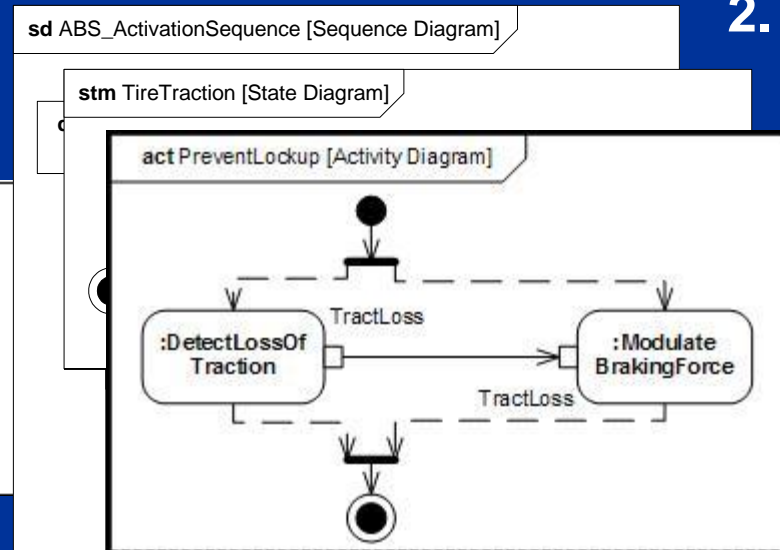 2.
sd ABS_ActivationSequence [Sequence Diagram]
stm TireTraction [State Diagram]
act PreventLockup [Activity Diagram]
TractLoss
:DetectLossOf
Traction
:Modulate
BrakingForce
TractLoss